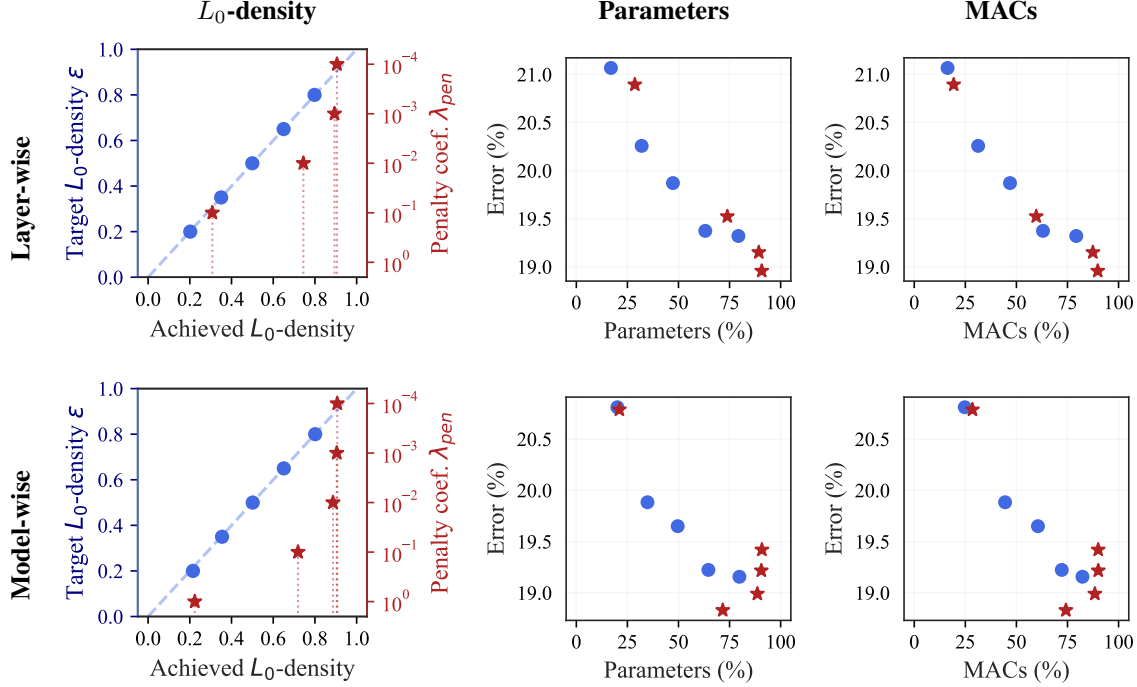 L₀-density
Parameters
MACs
Layer-wise
Target L₀-density ε
1.0
0.8
0.6
0.4
0.2
0.0
0.0 0.2 0.4 0.6 0.8 1.0
Achieved L₀-density
10⁻⁴
10⁻³
10⁻²
10⁻¹
10⁰
Penalty coef. λpen
Error (%)
21.0
20.5
20.0
19.5
19.0
0 25 50 75 100
Parameters (%)
Error (%)
21.0
20.5
20.0
19.5
19.0
0 25 50 75 100
MACs (%)
Model-wise
Target L₀-density ε
1.0
0.8
0.6
0.4
0.2
0.0
0.0 0.2 0.4 0.6 0.8 1.0
Achieved L₀-density
10⁻⁴
10⁻³
10⁻²
10⁻¹
10⁰
Penalty coef. λpen
Error (%)
20.5
20.0
19.5
19.0
0 25 50 75 100
Parameters (%)
Error (%)
20.5
20.0
19.5
19.0
0 25 50 75 100
MACs (%)